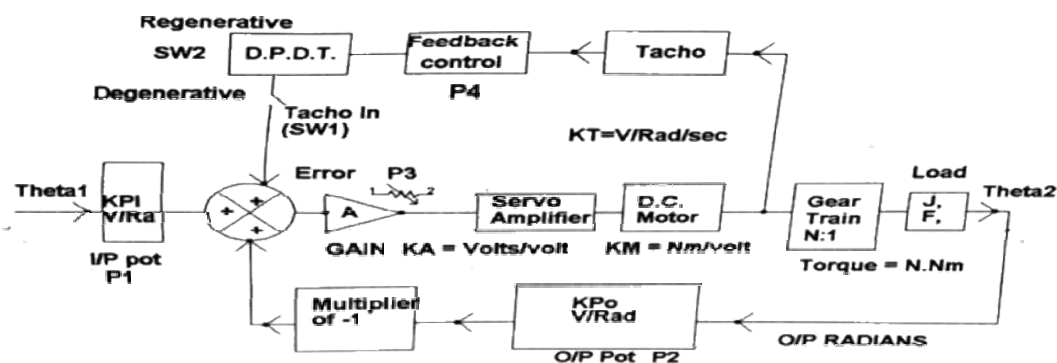 Regenerative
SW2
D.P.D.T.
Feedback
control
Tacho
Degenerative
P4
Tacho In
(SW1)
KT=V/Rad/sec
Error
P3
1
2
Load
Theta1
KPI
V/Ra
+
+
+
A
Servo
Amplifier
D.C.
Motor
Gear
Train
N:1
J,
F,
Theta2
I/P pot
P1
GAIN KA = Volts/volt
KM = Nm/volt
Torque = N.Nm
Multiplier
of -1
KPo
V/Rad
O/P RADIANS
O/P Pot P2